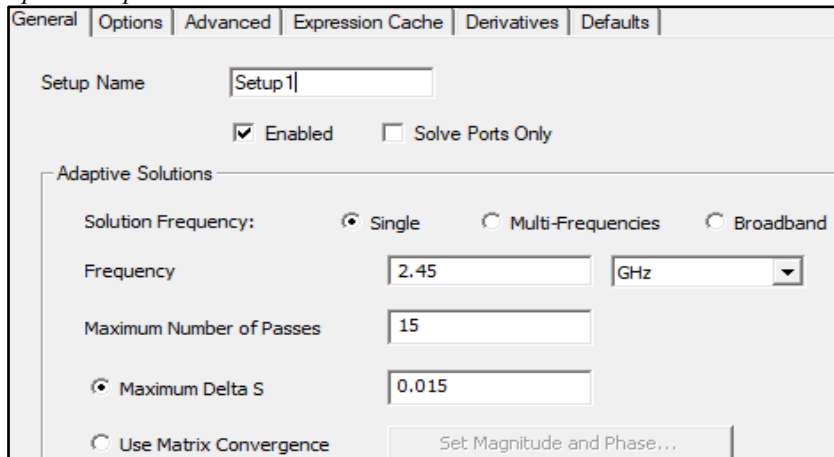 General Options Advanced Expression Cache Derivatives Defaults
Setup Name Setup1
Enabled Solve Ports Only
Adaptive Solutions
Solution Frequency: Single Multi-Frequencies Broadband
Frequency 2.45 GHz
Maximum Number of Passes 15
Maximum Delta S 0.015
Use Matrix Convergence Set Magnitude and Phase...